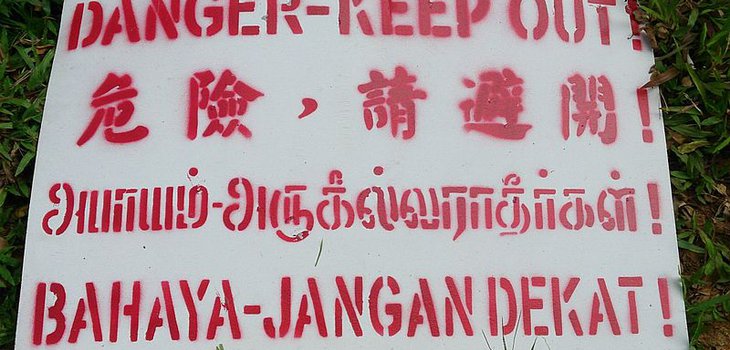 DANGER-KEEP OUT!
危險，請避開！
அபாயம்-அருகில்வராதீர்கள்!
BAHAYA-JANGAN DEKAT!